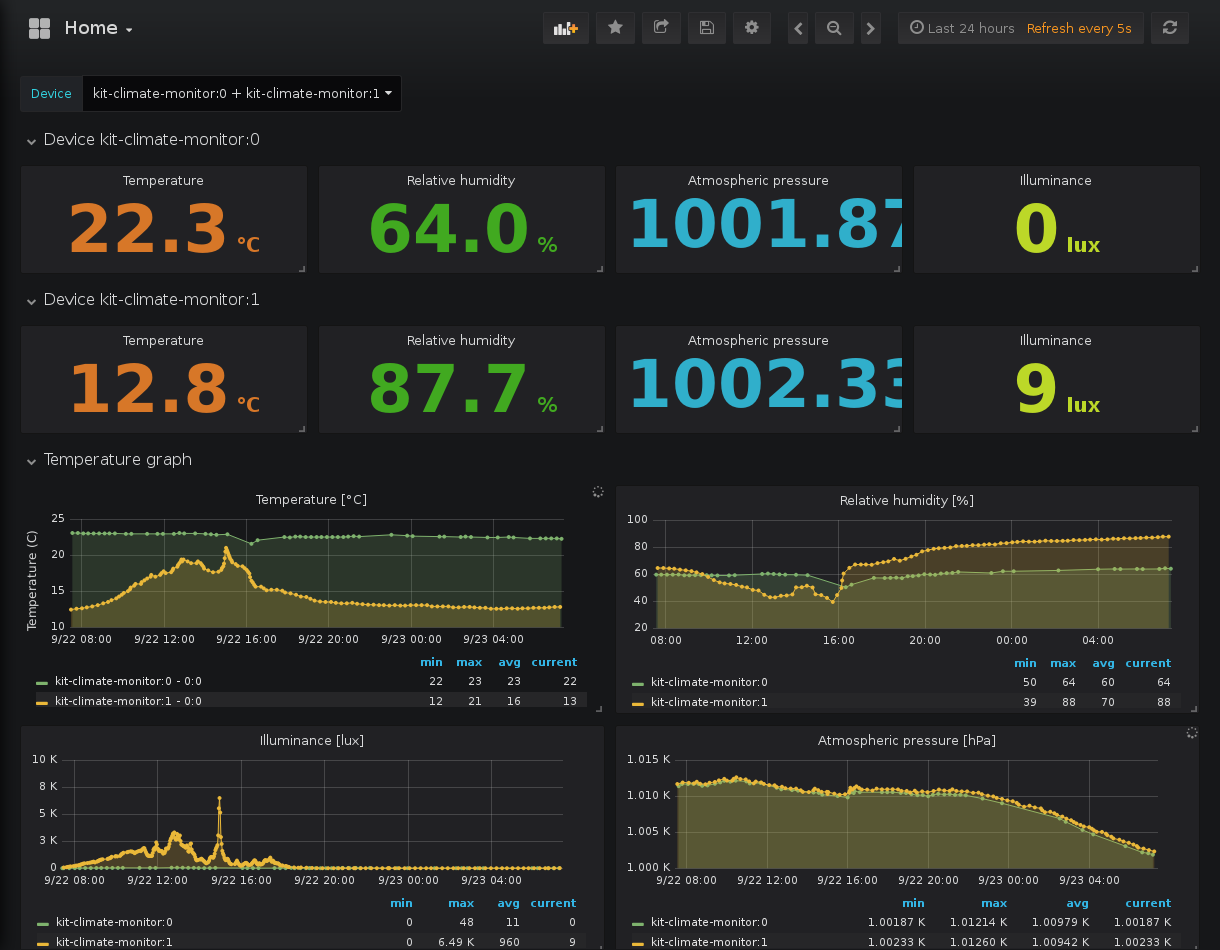 Home
Last 24 hours Refresh every 5s
Device kit-climate-monitor:0 + kit-climate-monitor:1
Device kit-climate-monitor:0
Temperature
22.3 °C
Relative humidity
64.0 %
Atmospheric pressure
1001.87
Illuminance
0 lux
Device kit-climate-monitor:1
Temperature
12.8 °C
Relative humidity
87.7 %
Atmospheric pressure
1002.33
Illuminance
9 lux
Temperature graph
Temperature [°C]
Temperature (C)
25
20
15
10
9/22 08:00 9/22 12:00 9/22 16:00 9/22 20:00 9/23 00:00 9/23 04:00
min max avg current
kit-climate-monitor:0 - 0:0 22 23 23 22
kit-climate-monitor:1 - 0:0 12 21 16 13
Relative humidity [%]
100
80
60
40
20
08:00 12:00 16:00 20:00 00:00 04:00
min max avg current
kit-climate-monitor:0 50 64 60 64
kit-climate-monitor:1 39 88 70 88
Illuminance [lux]
10 K
8 K
5 K
3 K
0
9/22 08:00 9/22 12:00 9/22 16:00 9/22 20:00 9/23 00:00 9/23 04:00
min max avg current
kit-climate-monitor:0 0 48 11 0
kit-climate-monitor:1 0 6.49 K 960 9
Atmospheric pressure [hPa]
1.015 K
1.010 K
1.005 K
1.000 K
9/22 08:00 9/22 12:00 9/22 16:00 9/22 20:00 9/23 00:00 9/23 04:00
min max avg current
kit-climate-monitor:0 1.00187 K 1.01214 K 1.00979 K 1.00187 K
kit-climate-monitor:1 1.00233 K 1.01260 K 1.00942 K 1.00233 K